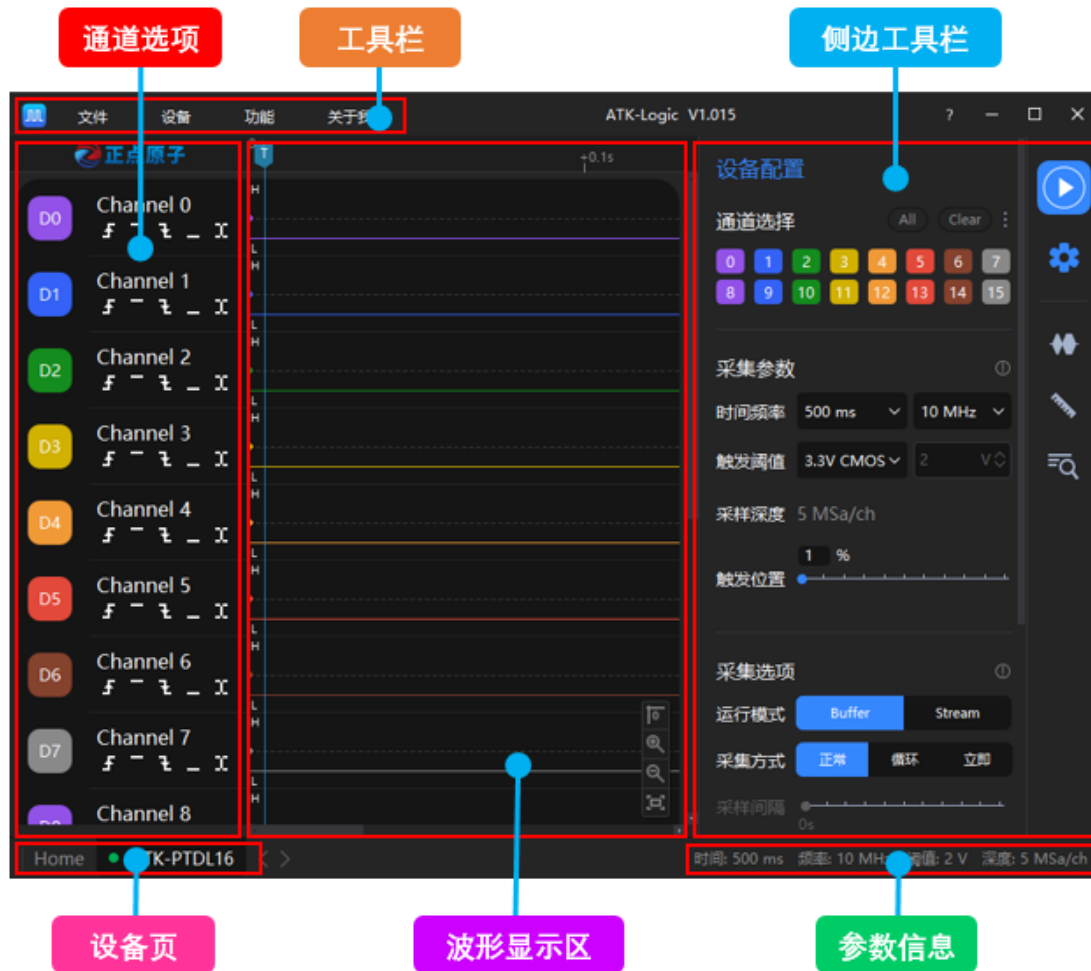 通道选项
工具栏
侧边工具栏
文件 设备 功能 ATK-Logic V1.015 ?
正点原子
T +0.1s
设备配置
通道选择 All Clear
0 1 2 3 4 5 6 7
8 9 10 11 12 13 14 15
D0 Channel 0 H L
D1 Channel 1 H L
D2 Channel 2 H L
D3 Channel 3 H L
D4 Channel 4 H L
D5 Channel 5 H L
D6 Channel 6 H L
D7 Channel 7 H L
Channel 8 H
采集参数
时间频率 500 ms 10 MHz
触发阈值 3.3V CMOS 2 V
采样深度 5 MSa/ch
1 %
触发位置
采集选项
运行模式 Buffer Stream
采集方式 正常 循环 立即
采样间隔
0s
Home TK-PTDL16
时间: 500 ms 频率: 10 MHz 阈值: 2 V 深度: 5 MSa/ch
设备页
波形显示区
参数信息